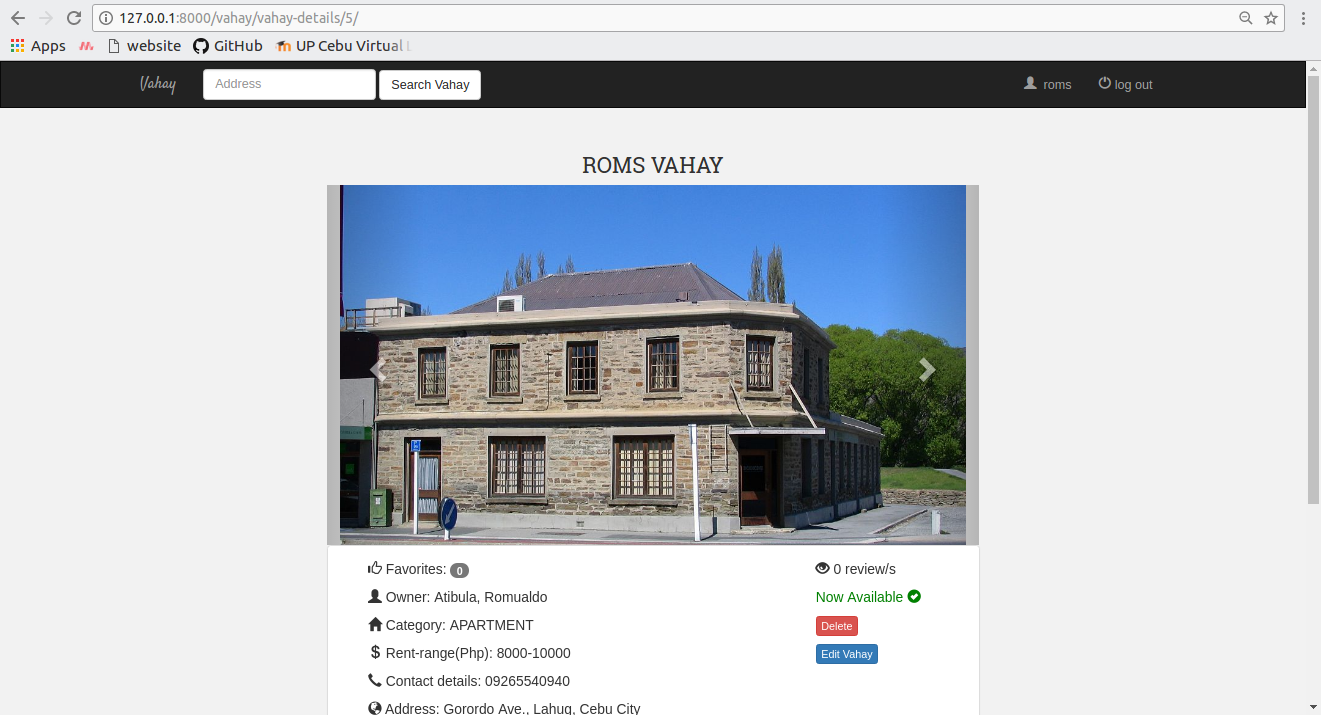 127.0.0.1:8000/vahay/vahay-details/5/
Apps website GitHub UP Cebu Virtual L
Vahay Address Search Vahay roms log out
ROMS VAHAY
Favorites: 0
0 review/s
Owner: Atibula, Romualdo
Now Available
Category: APARTMENT
Delete
Rent-range(Php): 8000-10000
Edit Vahay
Contact details: 09265540940
Address: Gorordo Ave., Lahug, Cebu City